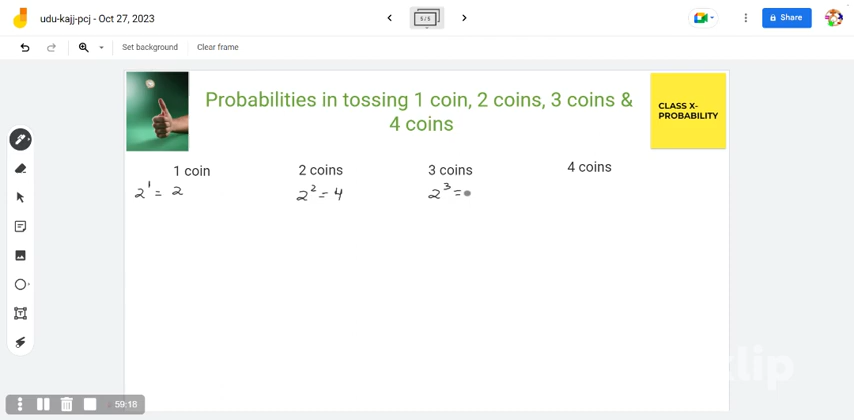 udu-kajj-pcj - Oct 27, 2023
5/5
Share
Set background
Clear frame
Probabilities in tossing 1 coin, 2 coins, 3 coins &
4 coins
CLASS X-
PROBABILITY
1 coin
2 coins
3 coins
4 coins
2¹ = 2
2² = 4
2³ =
59:18